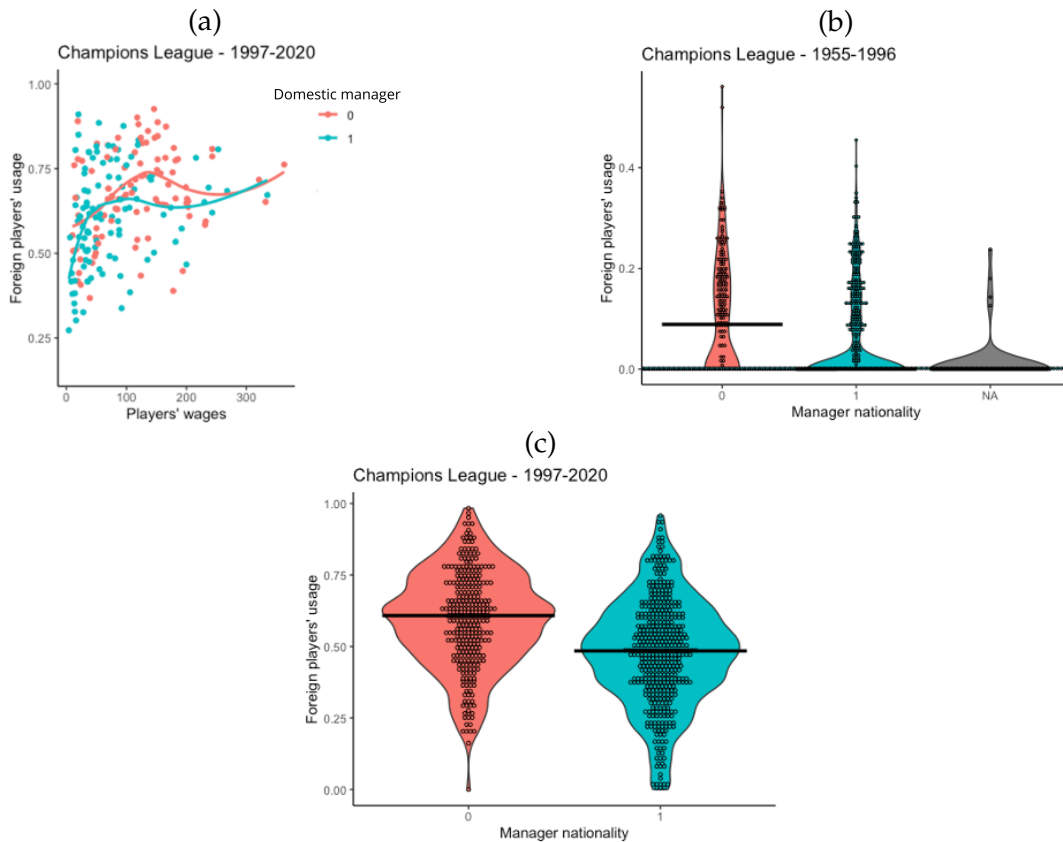 (a)
Champions League - 1997-2020
Domestic manager
0
1
Foreign players' usage
1.00
0.75
0.50
0.25
0
100
200
300
Players' wages
(b)
Champions League - 1955-1996
Foreign players' usage
0.4
0.2
0.0
0
1
NA
Manager nationality
(c)
Champions League - 1997-2020
Foreign players' usage
1.00
0.75
0.50
0.25
0.00
0
1
Manager nationality